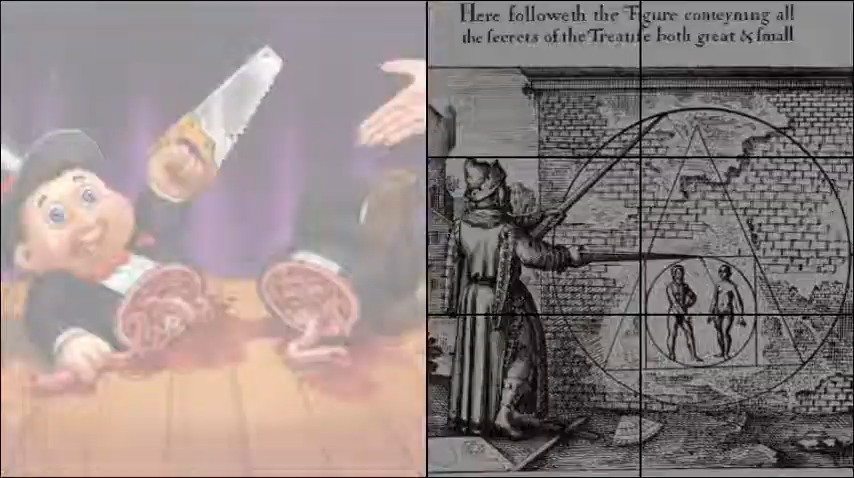 Here followeth the Figure conteyning all
the secrets of the Treatise both great & small